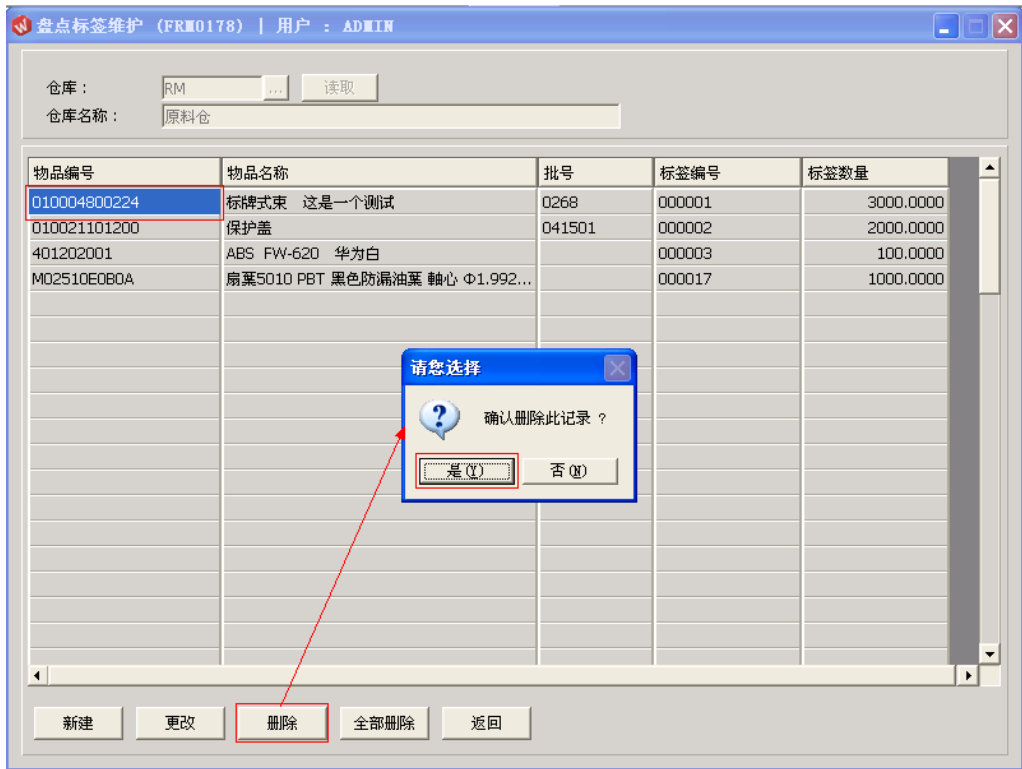 盘点标签维护 (FRM0178) | 用户 : ADMIN
仓库： RM ... 读取
仓库名称： 原料仓
物品编号 物品名称 批号 标签编号 标签数量
010004800224 标牌式束 这是一个测试 0268 000001 3000.0000
010021101200 保护盖 041501 000002 2000.0000
401202001 ABS FW-620 华为白 000003 100.0000
M02510E0B0A 扇葉5010 PBT 黑色防漏油葉 軸心 Φ1.992... 000017 1000.0000
请您选择
确认删除此记录 ？
是(Y) 否(N)
新建 更改 删除 全部删除 返回